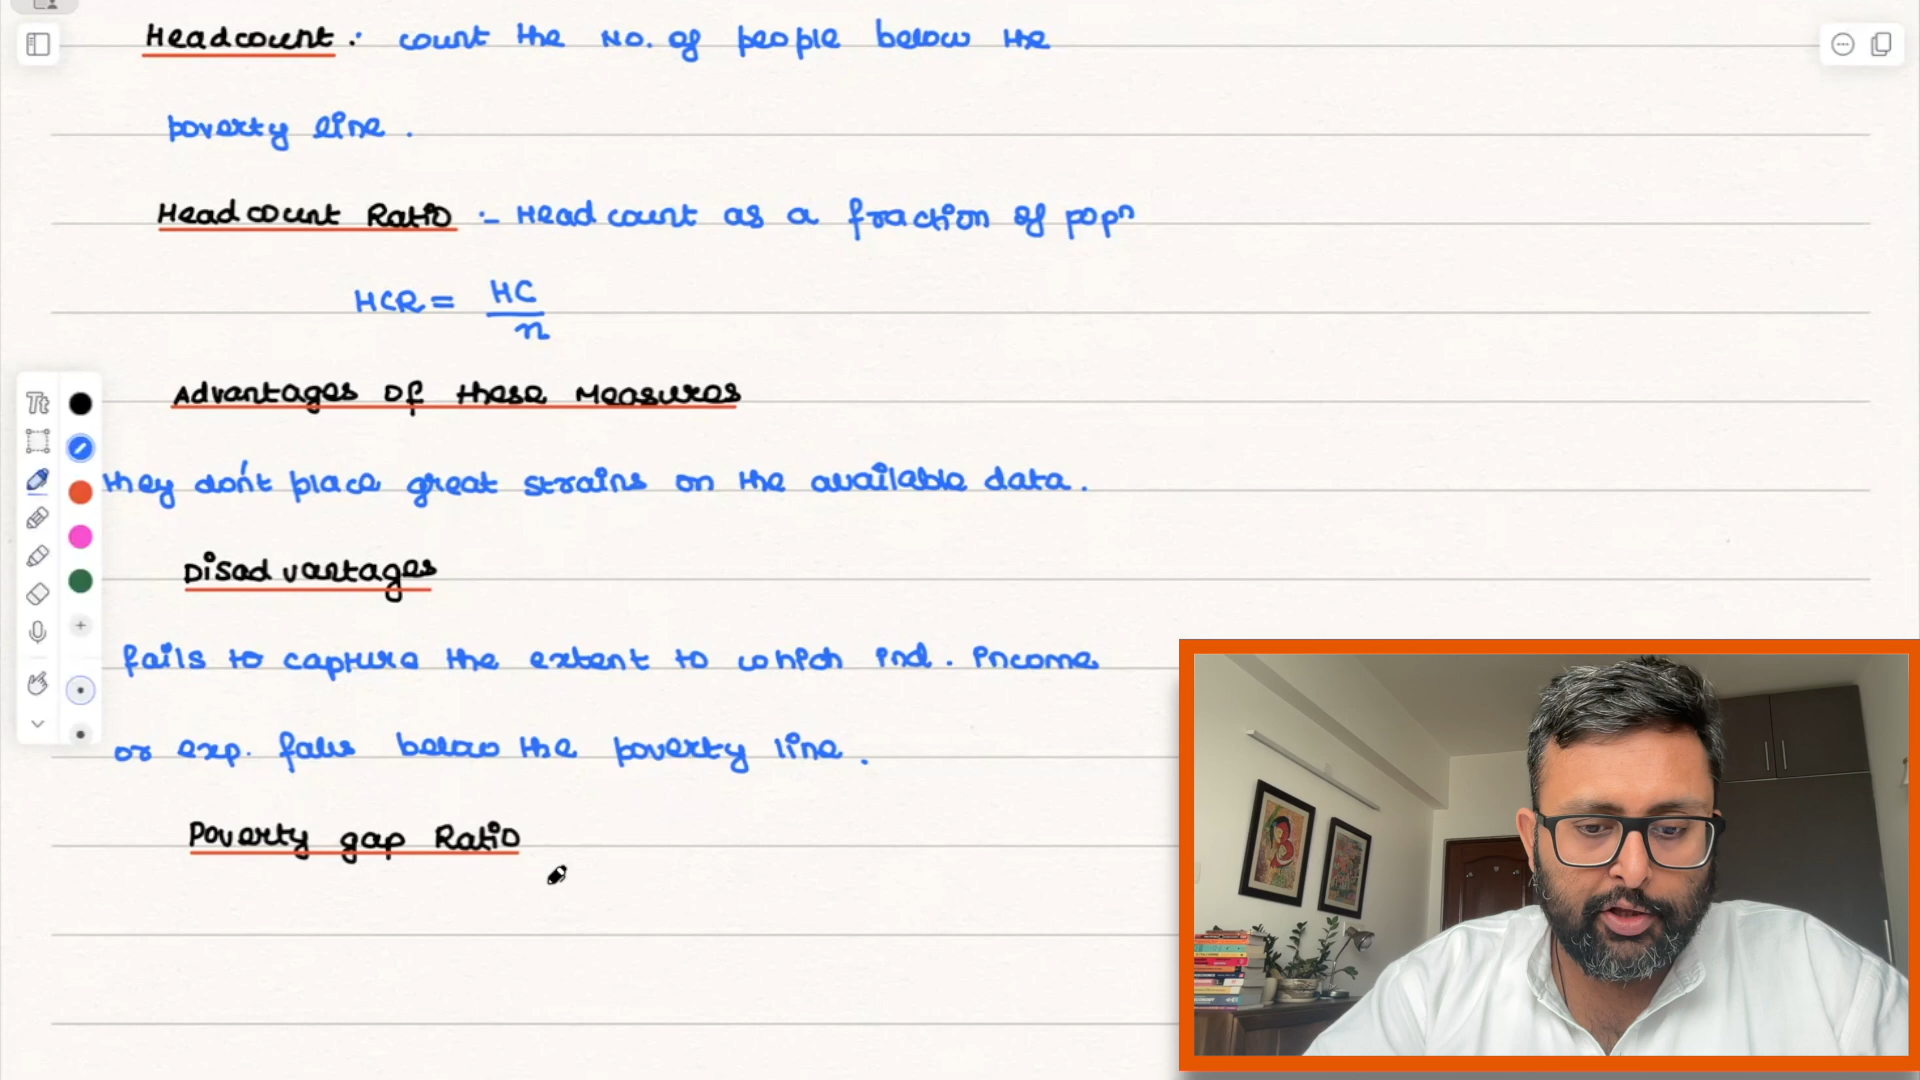 Headcount : count the No. of people below the
poverty line .
Headcount Ratio :- Headcount as a fraction of popn
HCR = HC
n
Advantages of these Measures
they don't place great strains on the available data .
Disadvantages
fails to capture the extent to which ind . income
or exp. falls below the poverty line .
Poverty gap Ratio
Tt